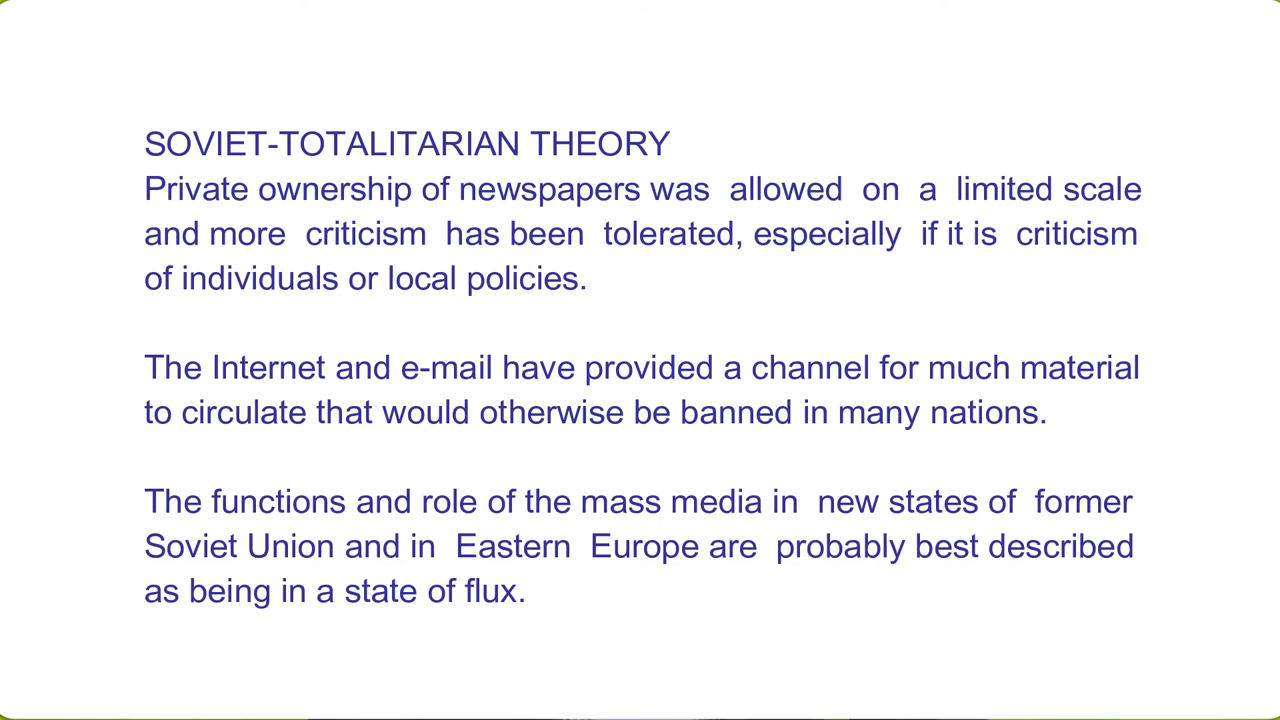 SOVIET-TOTALITARIAN THEORY
Private ownership of newspapers was allowed on a limited scale
and more criticism has been tolerated, especially if it is criticism
of individuals or local policies.
The Internet and e-mail have provided a channel for much material
to circulate that would otherwise be banned in many nations.
The functions and role of the mass media in new states of former
Soviet Union and in Eastern Europe are probably best described
as being in a state of flux.